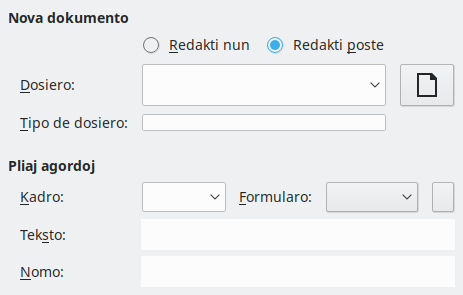 Nova dokumento
Redakti nun Redakti poste
Dosiero:
Tipo de dosiero:
Pliaj agordoj
Kadro: Formularo:
Teksto:
Nomo: